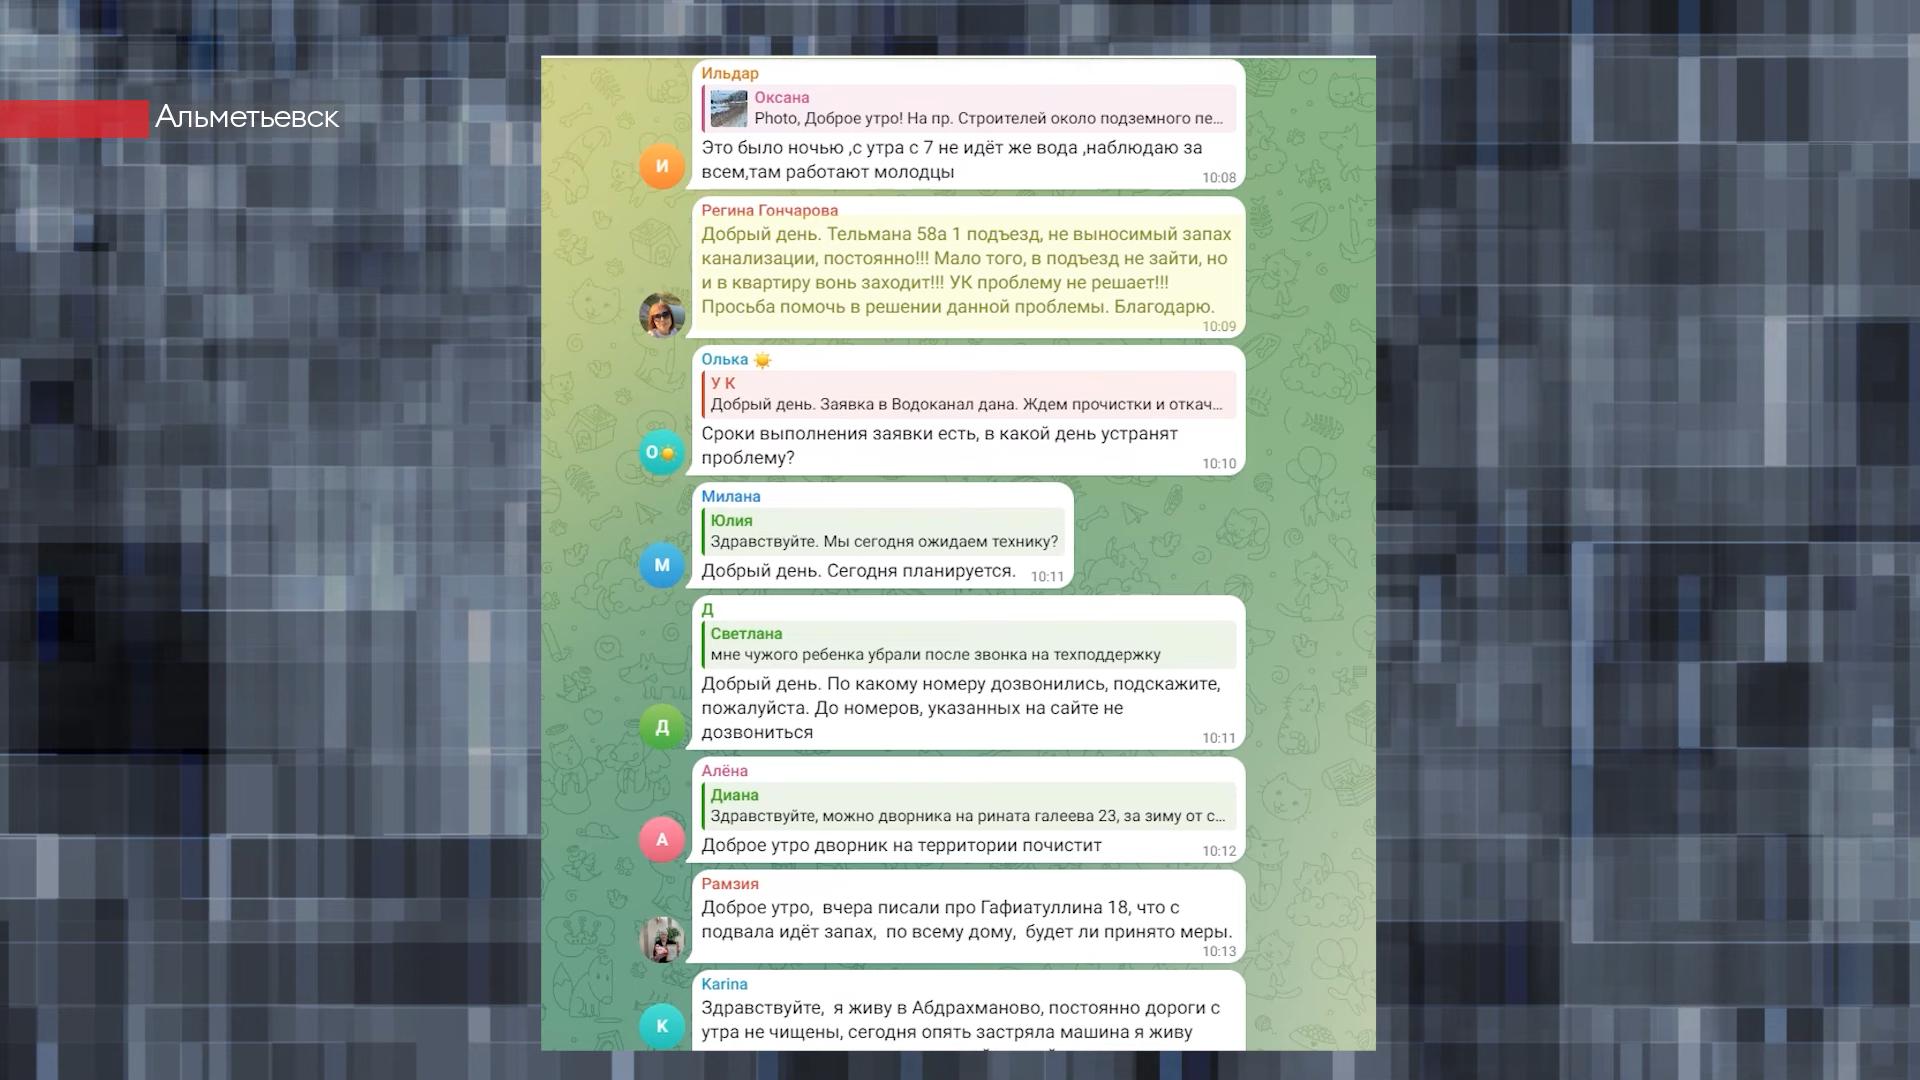 Альметьевск
Ильдар
Оксана
Photo, Доброе утро! На пр. Строителей около подземного пе...
Это было ночью ,с утра с 7 не идёт же вода ,наблюдаю за
всем,там работают молодцы
10:08
И
Регина Гончарова
Добрый день. Тельмана 58а 1 подъезд, не выносимый запах
канализации, постоянно!!! Мало того, в подъезд не зайти, но
и в квартиру вонь заходит!!! УК проблему не решает!!!
Просьба помочь в решении данной проблемы. Благодарю.
10:09
Олька ☀️
У К
Добрый день. Заявка в Водоканал дана. Ждем прочистки и откач...
Сроки выполнения заявки есть, в какой день устранят
проблему?
10:10
О☀️
Милана
Юлия
Здравствуйте. Мы сегодня ожидаем технику?
Добрый день. Сегодня планируется. 10:11
М
Д
Светлана
мне чужого ребенка убрали после звонка на техподдержку
Добрый день. По какому номеру дозвонились, подскажите,
пожалуйста. До номеров, указанных на сайте не
дозвониться
10:11
Д
Алёна
Диана
Здравствуйте, можно дворника на рината галеева 23, за зиму от с...
Доброе утро дворник на территории почистит
10:12
А
Рамзия
Доброе утро,  вчера писали про Гафиатуллина 18, что с
подвала идёт запах,  по всему дому,  будет ли принято меры.
10:13
Karina
Здравствуйте,  я живу в Абдрахманово, постоянно дороги с
утра не чищены, сегодня опять застряла машина я живу
K